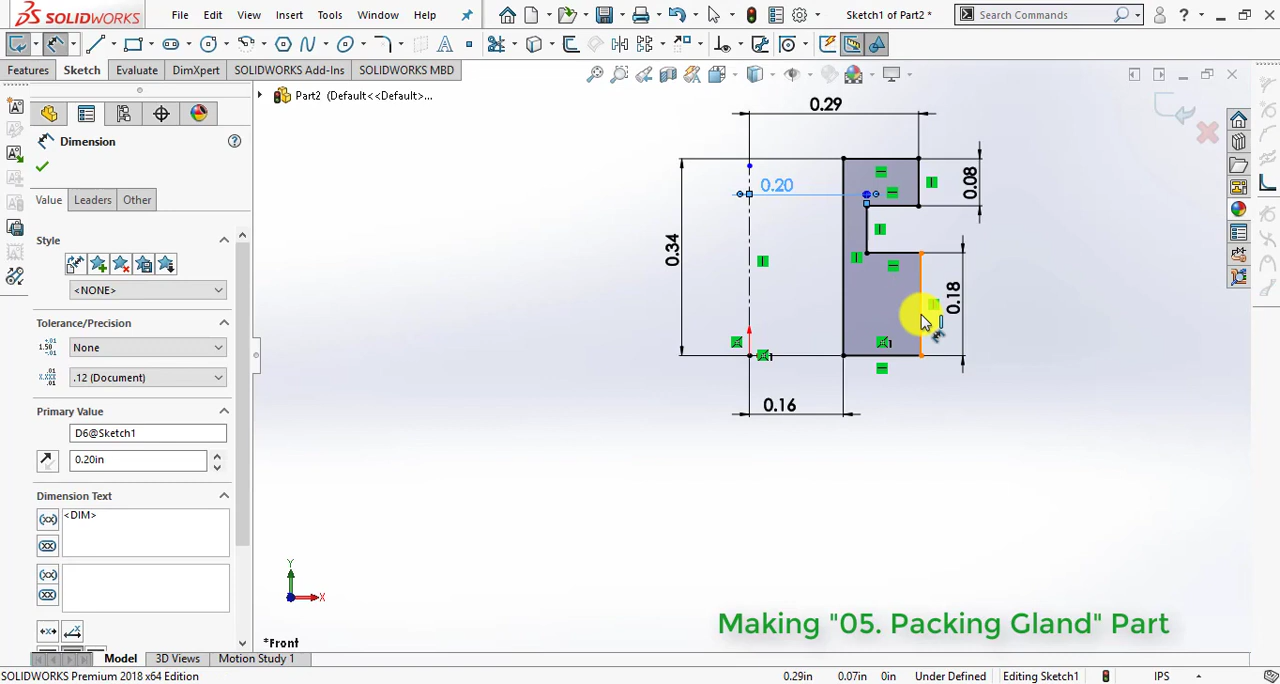 SOLIDWORKS File Edit View Insert Tools Window Help Sketch1 of Part2 * Search Commands ?
Features Sketch Evaluate DimXpert SOLIDWORKS Add-Ins SOLIDWORKS MBD
Part2 (Default<<Default>...
Dimension
Value Leaders Other
Style
<NONE>
Tolerance/Precision
None
.12 (Document)
Primary Value
D6@Sketch1
0.20in
Dimension Text
<DIM>
0.29
0.20
0.08
0.34
0.18
0.16
Y
X
*Front
Making "05. Packing Gland" Part
Model 3D Views Motion Study 1
SOLIDWORKS Premium 2018 x64 Edition 0.29in 0.07in 0in Under Defined Editing Sketch1 IPS